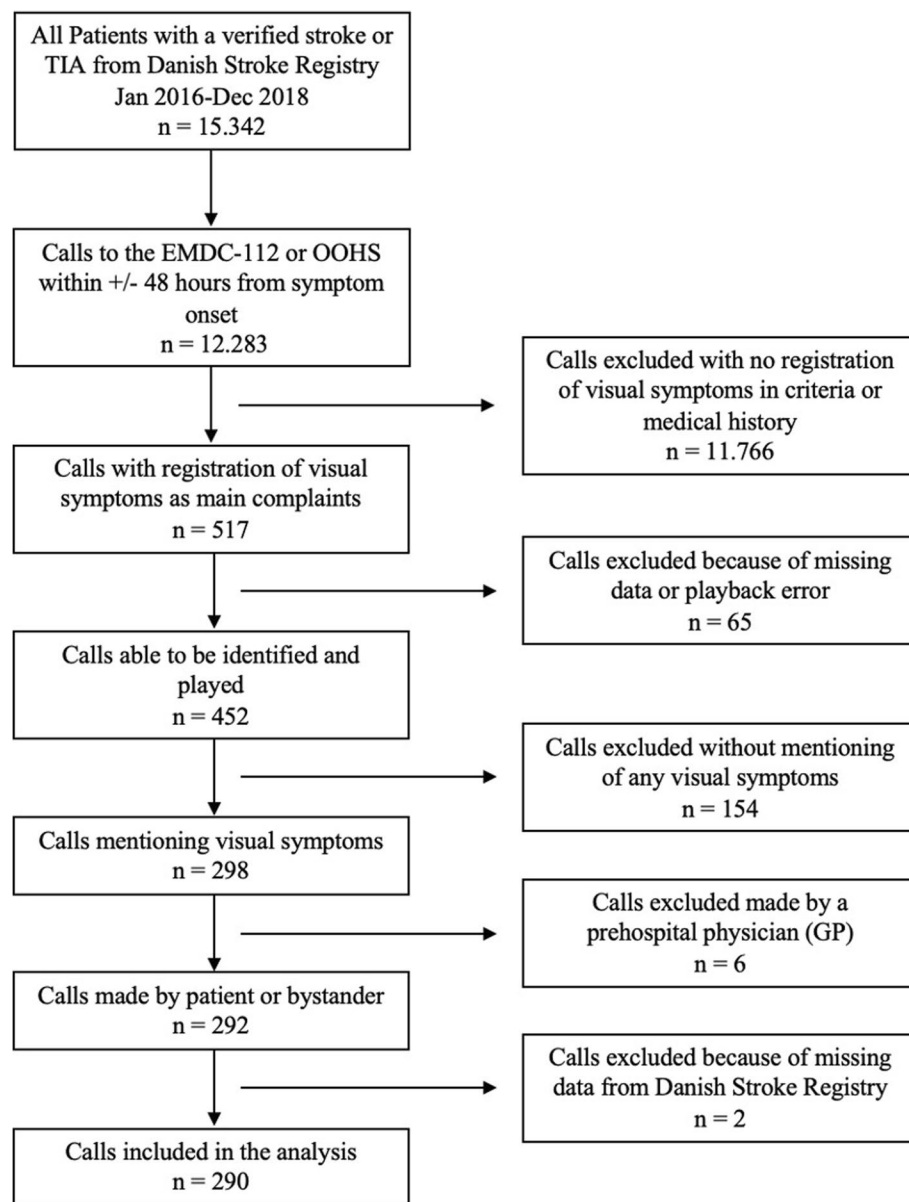 All Patients with a verified stroke or
TIA from Danish Stroke Registry
Jan 2016-Dec 2018
n = 15.342
Calls to the EMDC-112 or OOHS
within +/- 48 hours from symptom
onset
n = 12.283
Calls excluded with no registration
of visual symptoms in criteria or
medical history
n = 11.766
Calls with registration of visual
symptoms as main complaints
n = 517
Calls excluded because of missing
data or playback error
n = 65
Calls able to be identified and
played
n = 452
Calls excluded without mentioning
of any visual symptoms
n = 154
Calls mentioning visual symptoms
n = 298
Calls excluded made by a
prehospital physician (GP)
n = 6
Calls made by patient or bystander
n = 292
Calls excluded because of missing
data from Danish Stroke Registry
n = 2
Calls included in the analysis
n = 290